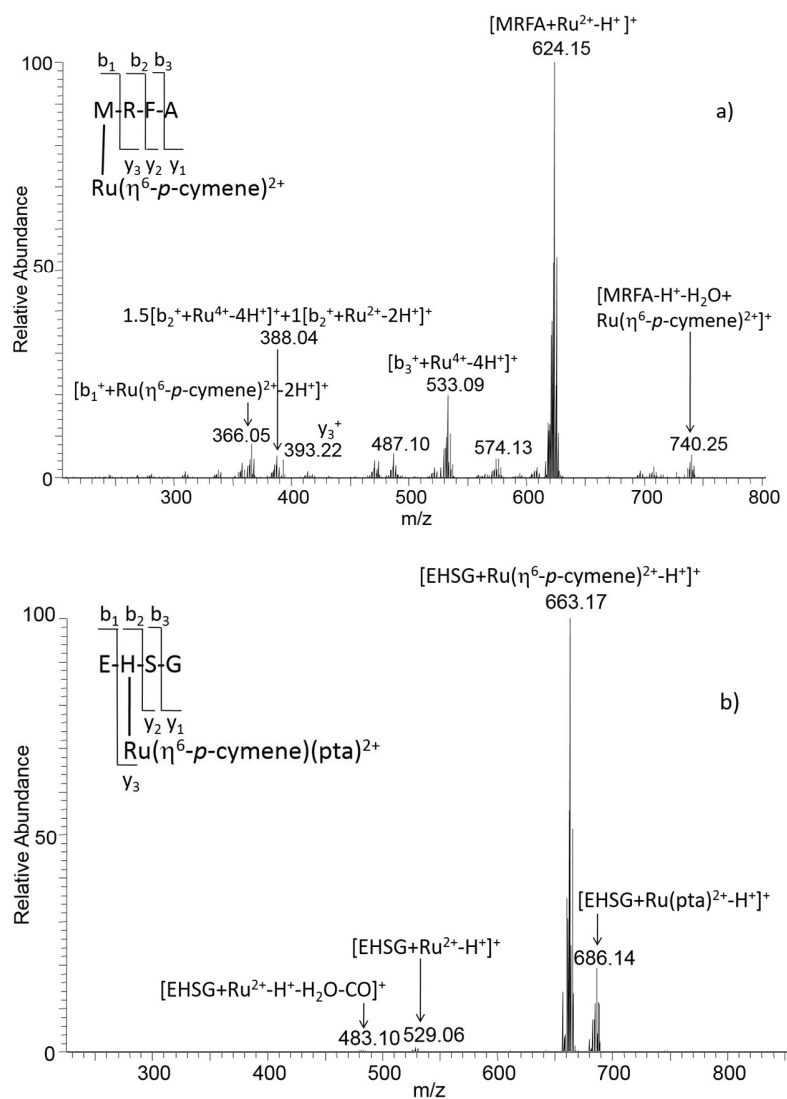 [MRFA+Ru²⁺-H⁺]⁺
624.15
100
b₁ b₂ b₃
M-R-F-A
a)
y₃ y₂ y₁
Ru(η⁶-p-cymene)²⁺
Relative Abundance
50
[MRFA-H⁺-H₂O+
Ru(η⁶-p-cymene)²⁺]⁺
1.5[b₂⁺+Ru⁴⁺-4H⁺]⁺+1[b₂⁺+Ru²⁺-2H⁺]⁺
388.04
[b₃⁺+Ru⁴⁺-4H⁺]⁺
533.09
[b₁⁺+Ru(η⁶-p-cymene)²⁺-2H⁺]⁺
366.05
y₃⁺
393.22
487.10
574.13
740.25
0
300 400 500 600 700 800
m/z
[EHSG+Ru(η⁶-p-cymene)²⁺-H⁺]⁺
663.17
100
b₁ b₂ b₃
E-H-S-G
b)
y₂ y₁
Ru(η⁶-p-cymene)(pta)²⁺
y₃
Relative Abundance
50
[EHSG+Ru(pta)²⁺-H⁺]⁺
686.14
[EHSG+Ru²⁺-H⁺]⁺
[EHSG+Ru²⁺-H⁺-H₂O-CO]⁺
483.10 529.06
0
300 400 500 600 700 800
m/z